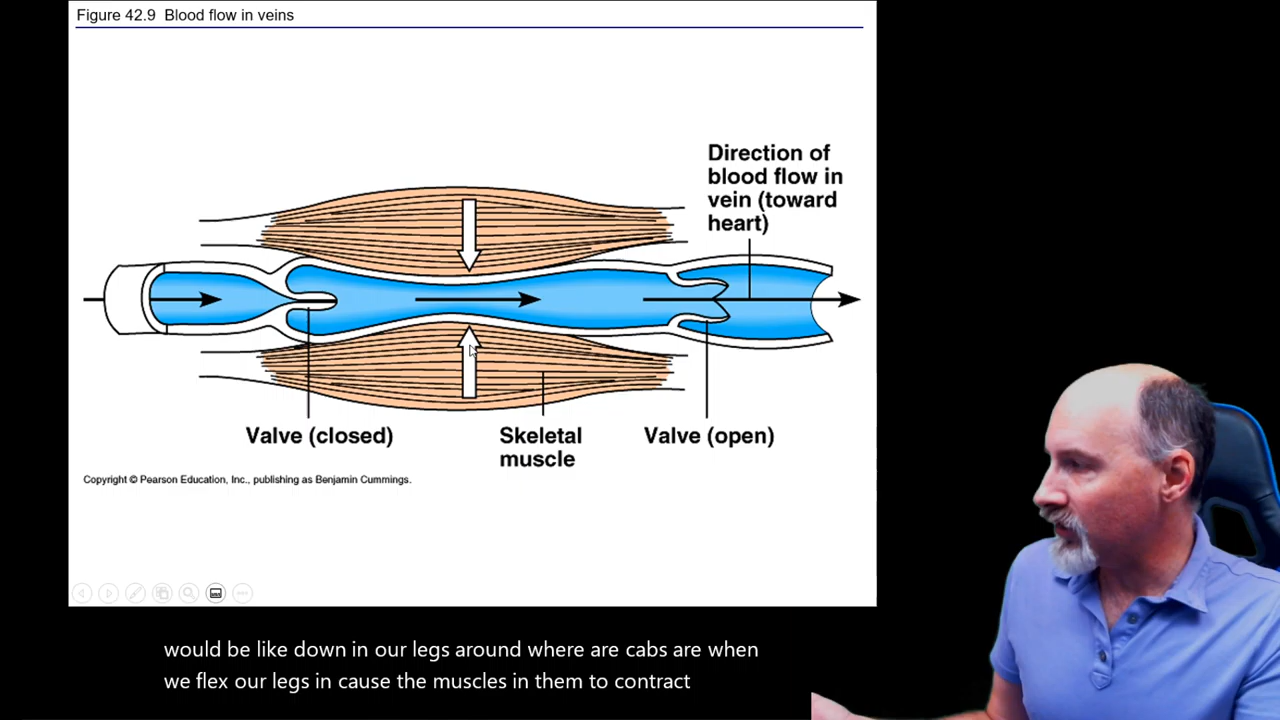 Figure 42.9  Blood flow in veins
Direction of
blood flow in
vein (toward
heart)
Valve (closed)
Skeletal
muscle
Valve (open)
Copyright © Pearson Education, Inc., publishing as Benjamin Cummings.
would be like down in our legs around where are cabs are when
we flex our legs in cause the muscles in them to contract